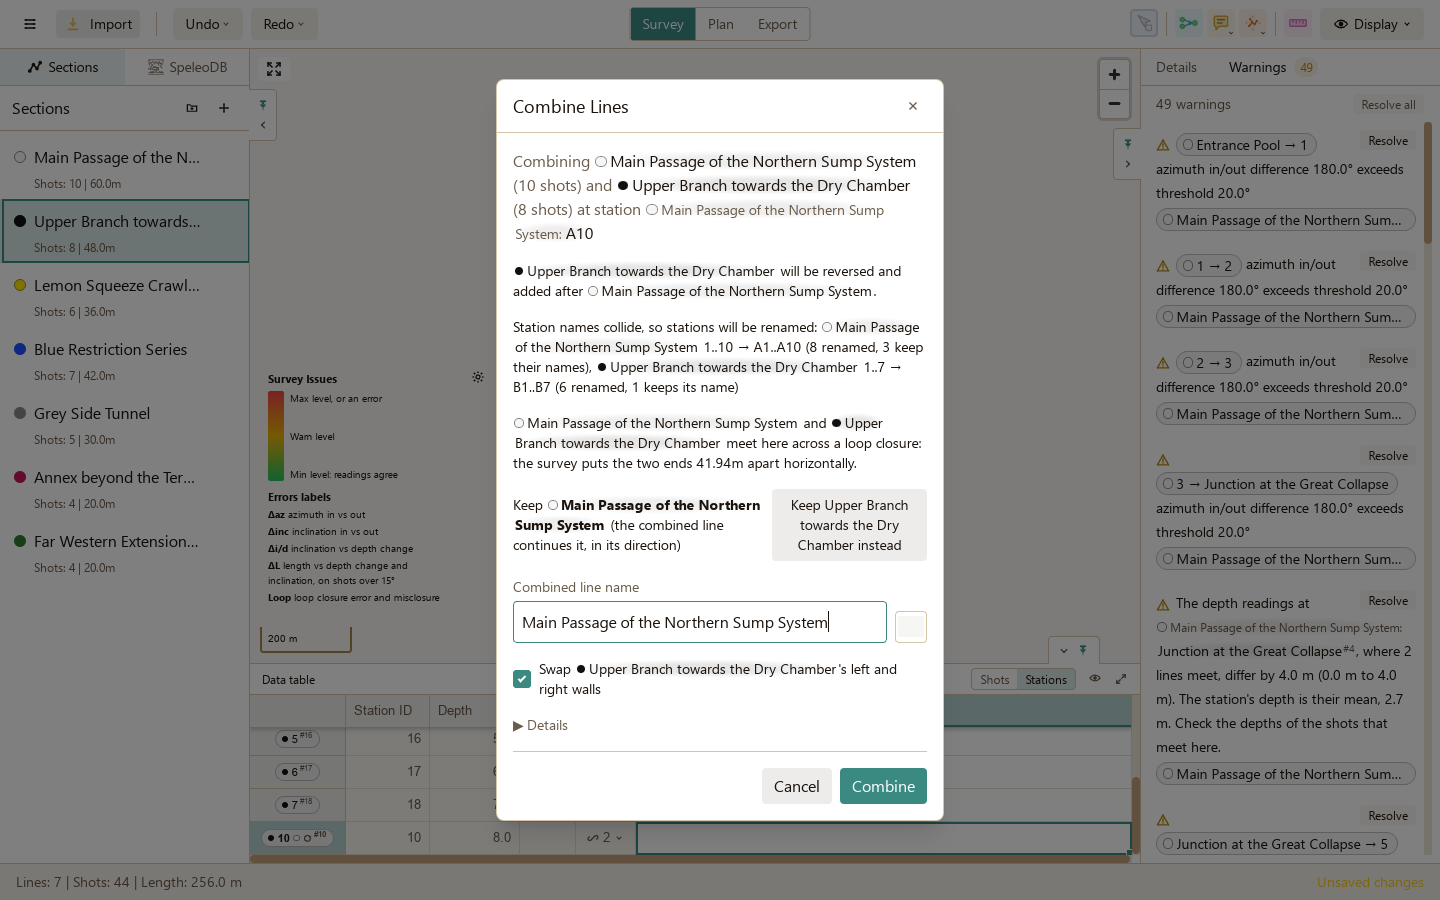 Import
Undo
Redo
Survey
Plan
Export
Display
Sections
SpeleoDB
Sections
Main Passage of the N...
Shots: 10 | 60.0m
Upper Branch towards...
Shots: 8 | 48.0m
Lemon Squeeze Crawl...
Shots: 6 | 36.0m
Blue Restriction Series
Shots: 7 | 42.0m
Grey Side Tunnel
Shots: 5 | 30.0m
Annex beyond the Ter...
Shots: 4 | 20.0m
Far Western Extension...
Shots: 4 | 20.0m
Survey Issues
Max level, or an error
Warn level
Min level: readings agree
Errors labels
Δaz azimuth in vs out
Δinc inclination in vs out
Δi/d inclination vs depth change
ΔL length vs depth change and
inclination, on shots over 15°
Loop loop closure error and misclosure
200 m
Combine Lines
Combining Main Passage of the Northern Sump System
(10 shots) and Upper Branch towards the Dry Chamber
(8 shots) at station Main Passage of the Northern Sump
System: A10
Upper Branch towards the Dry Chamber will be reversed and
added after Main Passage of the Northern Sump System.
Station names collide, so stations will be renamed: Main Passage
of the Northern Sump System 1..10 → A1..A10 (8 renamed, 3 keep
their names), Upper Branch towards the Dry Chamber 1..7 →
B1..B7 (6 renamed, 1 keeps its name)
Main Passage of the Northern Sump System and Upper
Branch towards the Dry Chamber meet here across a loop closure:
the survey puts the two ends 41.94m apart horizontally.
Keep Main Passage of the Northern
Sump System (the combined line
continues it, in its direction)
Keep Upper Branch
towards the Dry
Chamber instead
Combined line name
Main Passage of the Northern Sump System
Swap Upper Branch towards the Dry Chamber's left and
right walls
▶ Details
Cancel
Combine
Data table
Shots
Stations
Station ID
Depth
5 #16
16
6 #17
17
7 #18
18
10 #10
10
8.0
2
Details
Warnings
49
49 warnings
Resolve all
Entrance Pool → 1
Resolve
azimuth in/out difference 180.0° exceeds
threshold 20.0°
Main Passage of the Northern Sum...
1 → 2 azimuth in/out
Resolve
difference 180.0° exceeds threshold 20.0°
Main Passage of the Northern Sum...
2 → 3 azimuth in/out
Resolve
difference 180.0° exceeds threshold 20.0°
Main Passage of the Northern Sum...
Resolve
3 → Junction at the Great Collapse
azimuth in/out difference 180.0° exceeds
threshold 20.0°
Main Passage of the Northern Sum...
The depth readings at
Resolve
Main Passage of the Northern Sump System:
Junction at the Great Collapse#4, where 2
lines meet, differ by 4.0 m (0.0 m to 4.0
m). The station's depth is their mean, 2.7
m. Check the depths of the shots that
meet here.
Main Passage of the Northern Sum...
Resolve
Junction at the Great Collapse → 5
Lines: 7 | Shots: 44 | Length: 256.0 m
Unsaved changes